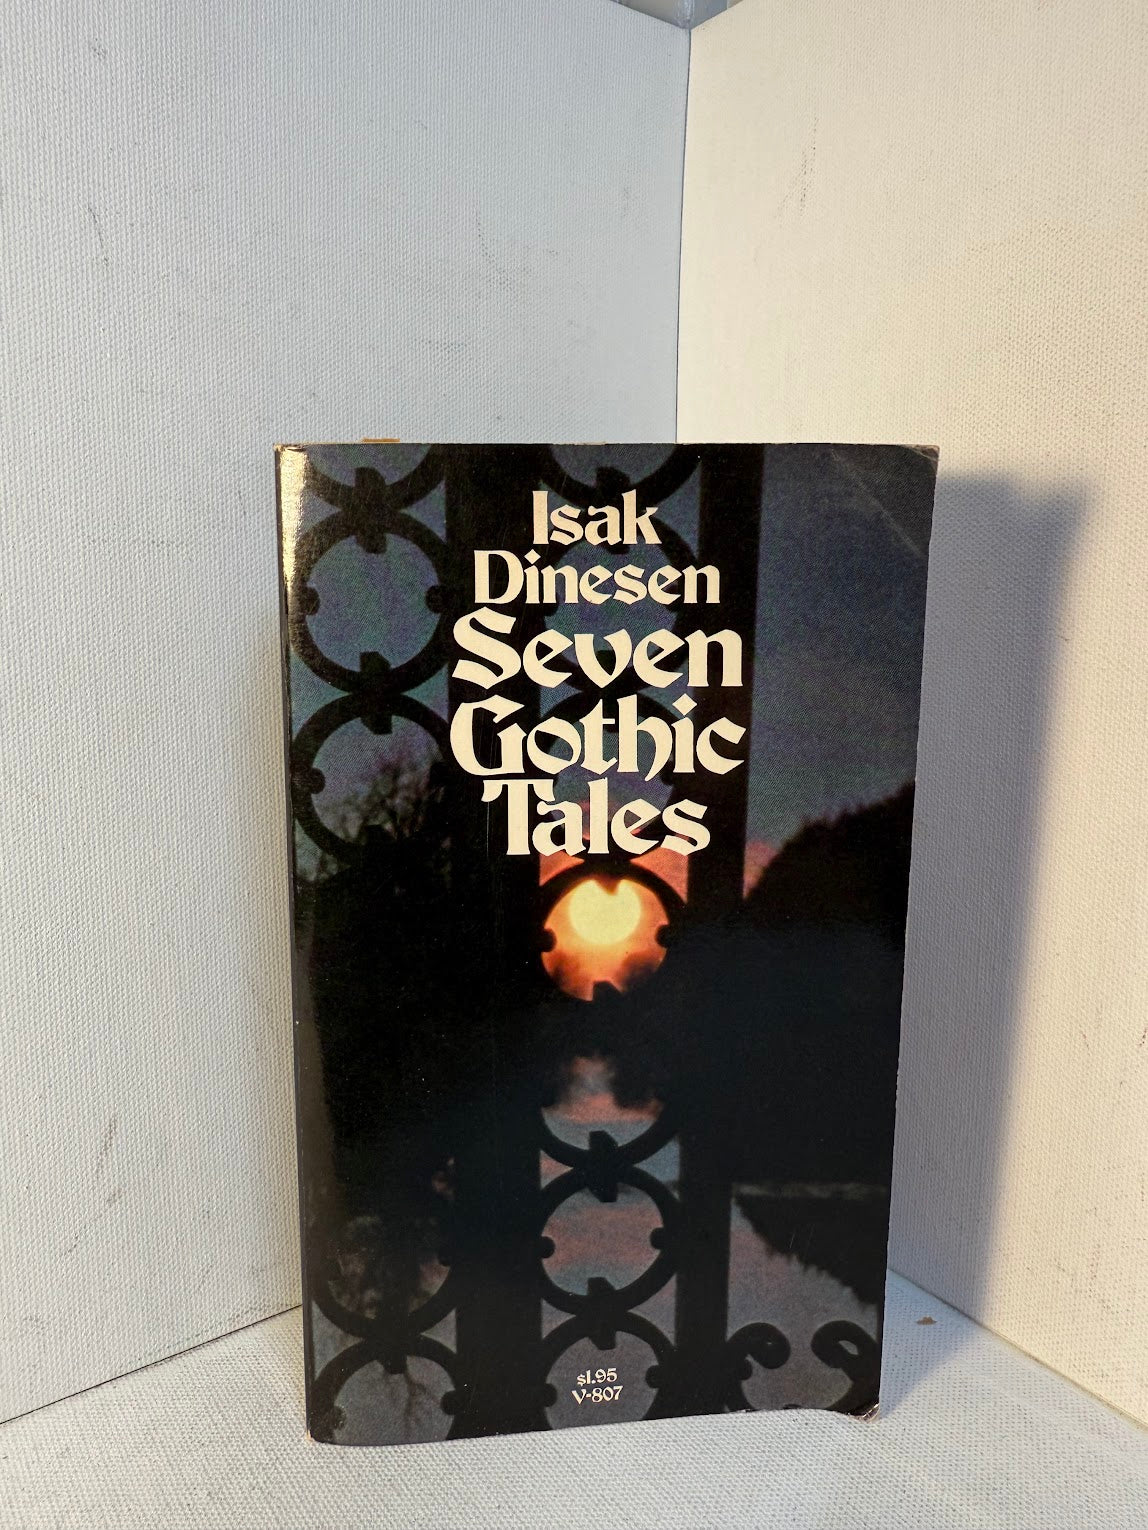 Isak
Dinesen
Seven
Gothic
Tales
$1.95
V-807